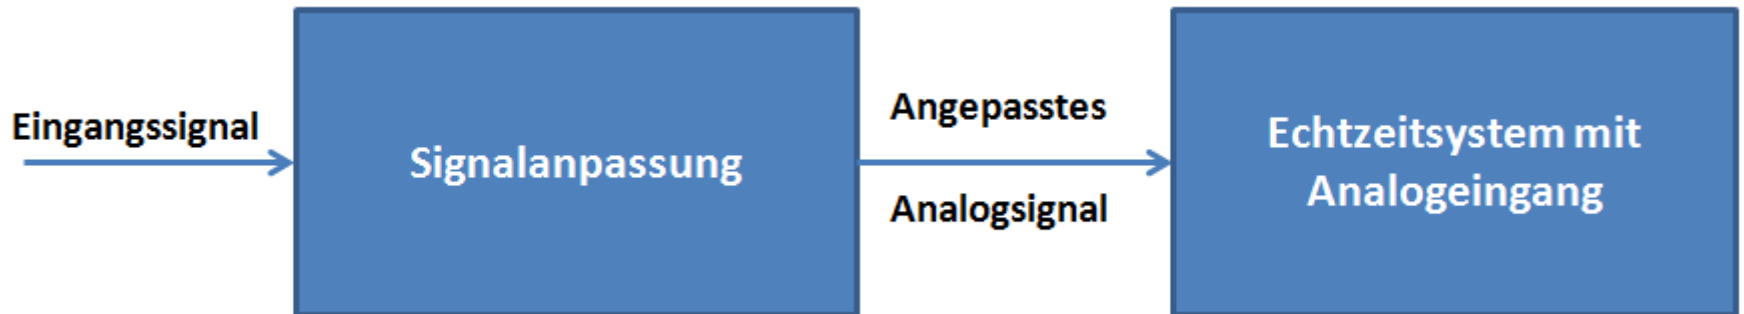 Eingangssignal
Signalanpassung
Angepasstes
Analogsignal
Echtzeitsystem mit
Analogeingang